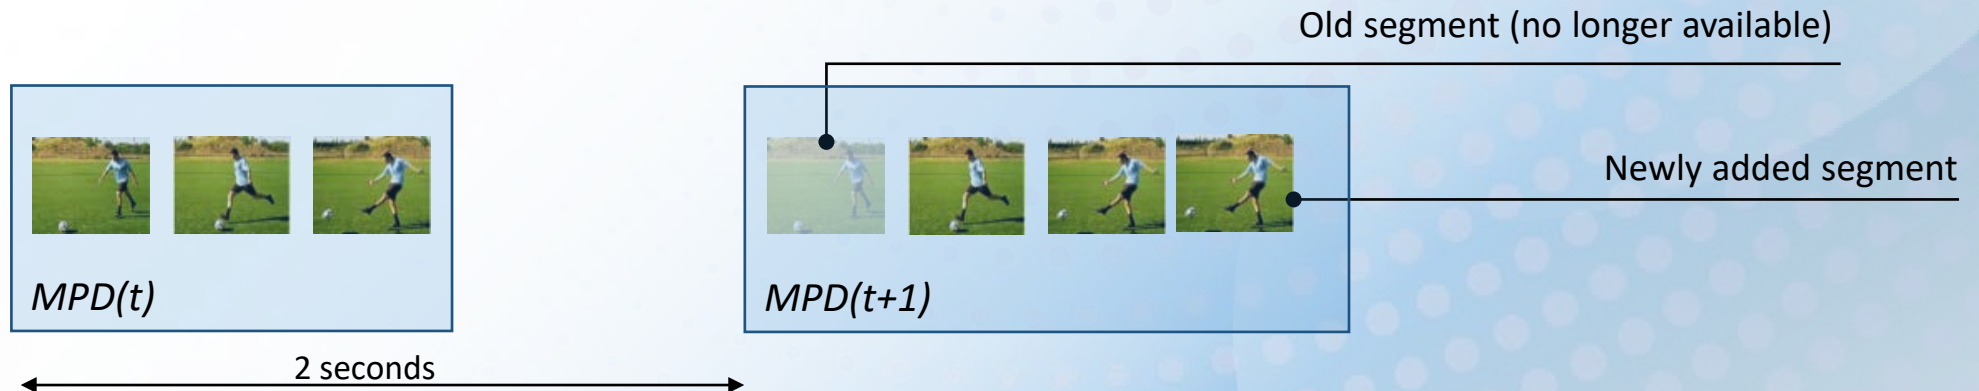 Old segment (no longer available)
Newly added segment
MPD(t)
MPD(t+1)
2 seconds